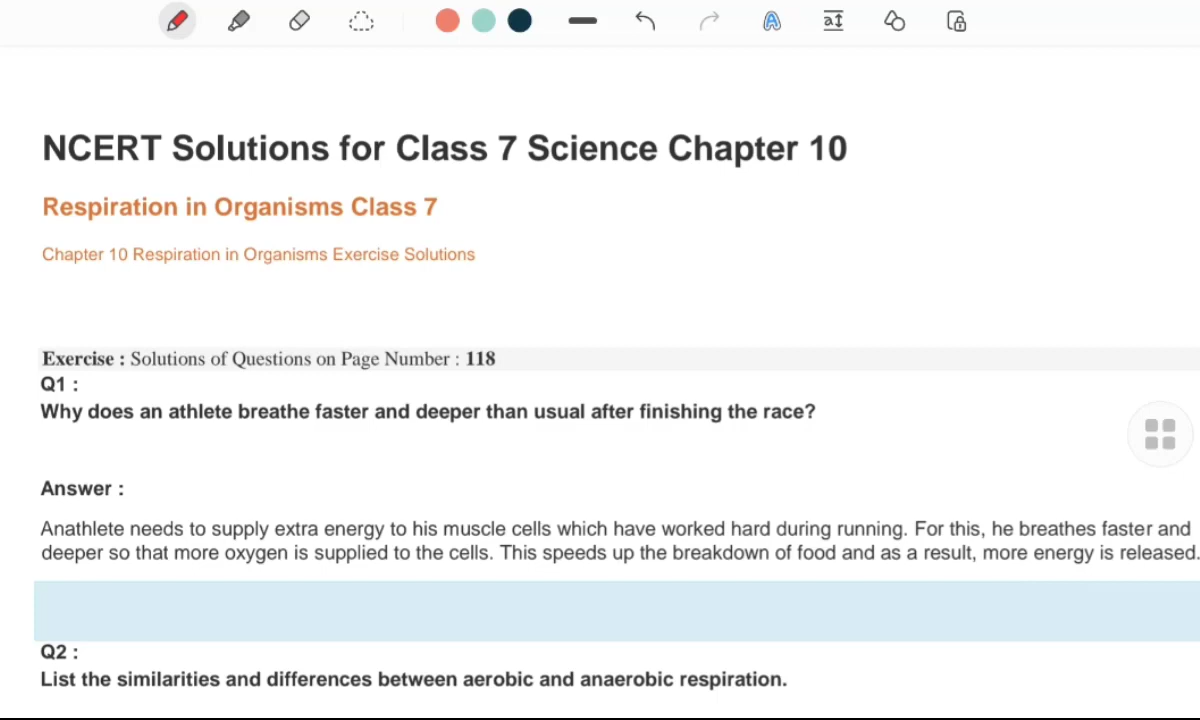 NCERT Solutions for Class 7 Science Chapter 10
Respiration in Organisms Class 7
Chapter 10 Respiration in Organisms Exercise Solutions
Exercise : Solutions of Questions on Page Number : 118
Q1 :
Why does an athlete breathe faster and deeper than usual after finishing the race?
Answer :
Anathlete needs to supply extra energy to his muscle cells which have worked hard during running. For this, he breathes faster and
deeper so that more oxygen is supplied to the cells. This speeds up the breakdown of food and as a result, more energy is released.
Q2 :
List the similarities and differences between aerobic and anaerobic respiration.